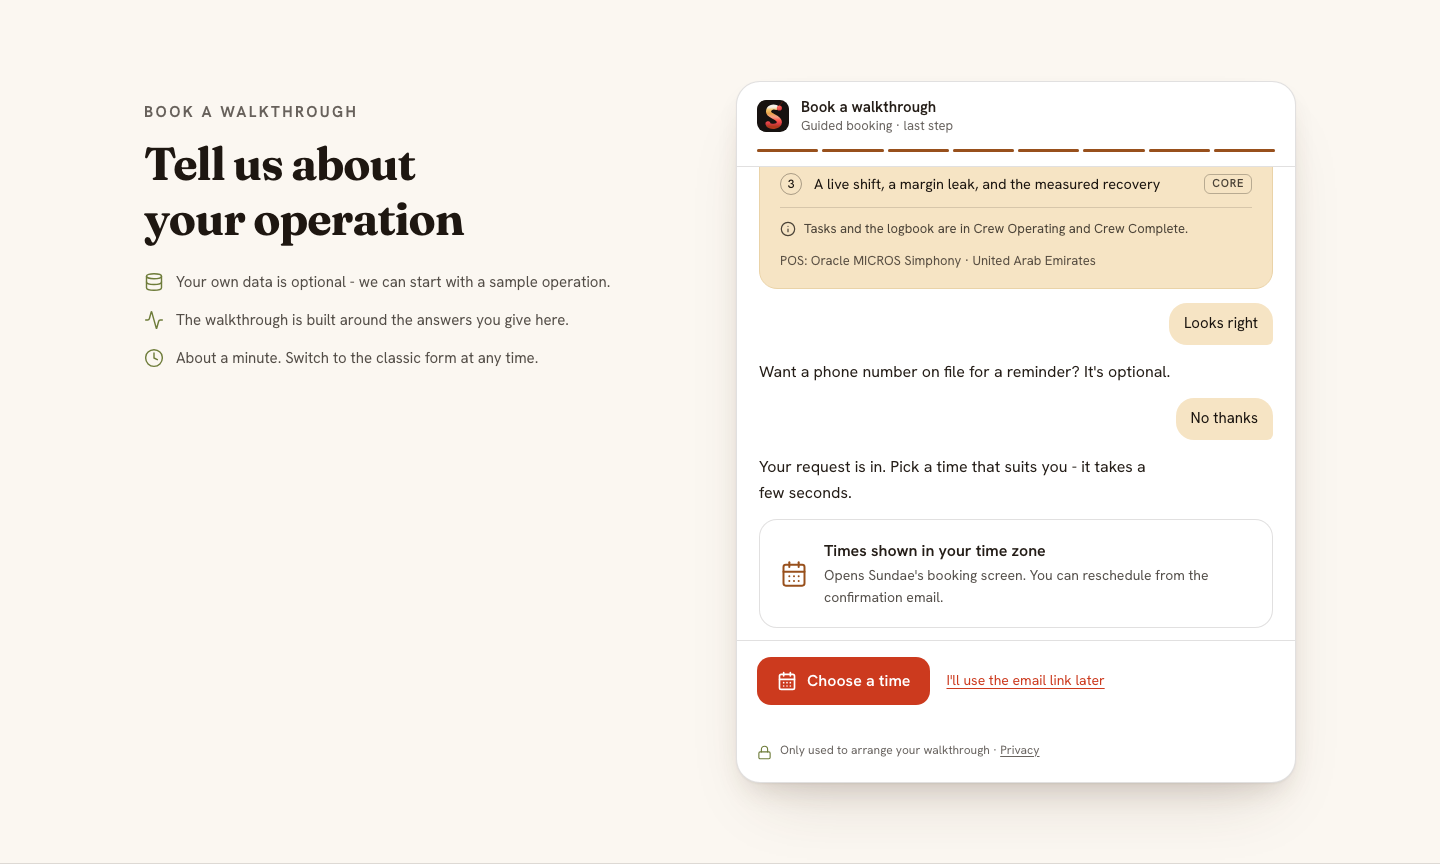 BOOK A WALKTHROUGH
Tell us about
your operation
Your own data is optional - we can start with a sample operation.
The walkthrough is built around the answers you give here.
About a minute. Switch to the classic form at any time.
S
Book a walkthrough
Guided booking · last step
3 A live shift, a margin leak, and the measured recovery CORE
Tasks and the logbook are in Crew Operating and Crew Complete.
POS: Oracle MICROS Simphony · United Arab Emirates
Looks right
Want a phone number on file for a reminder? It's optional.
No thanks
Your request is in. Pick a time that suits you - it takes a
few seconds.
Times shown in your time zone
Opens Sundae's booking screen. You can reschedule from the
confirmation email.
Choose a time I'll use the email link later
Only used to arrange your walkthrough · Privacy